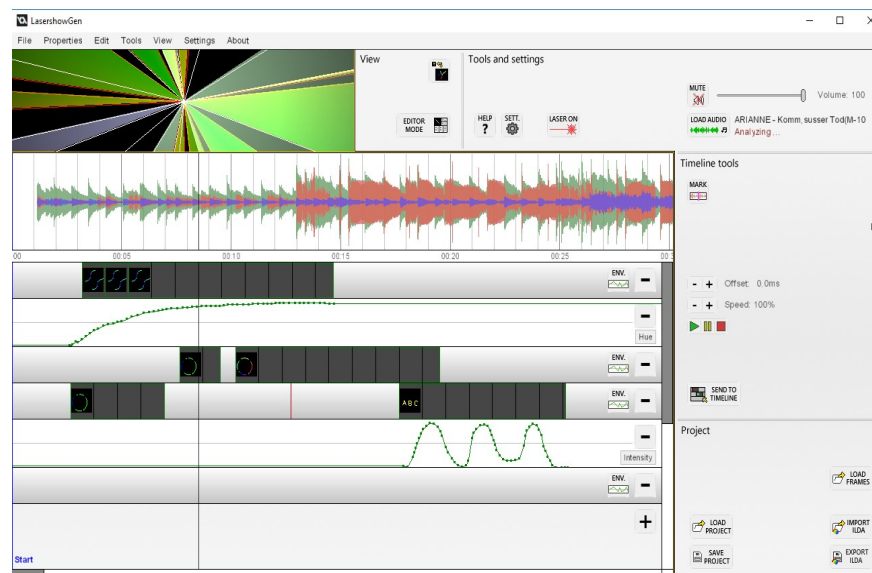 LasershowGen
File Properties Edit Tools View Settings About
View
EDITOR MODE
Tools and settings
HELP ?
SETT.
LASER ON
MUTE
Volume: 100
LOAD AUDIO
ARIANNE - Komm, susser Tod(M-10
Analyzing...
Timeline tools
MARK
00 00:05 00:10 00:15 00:20 00:25 00:3
ENV.
Hue
ENV.
ABC
ENV.
Intensity
ENV.
Start
- + Offset: 0.0ms
- + Speed: 100%
SEND TO
TIMELINE
Project
LOAD
FRAMES
LOAD
PROJECT
IMPORT
ILDA
SAVE
PROJECT
EXPORT
ILDA